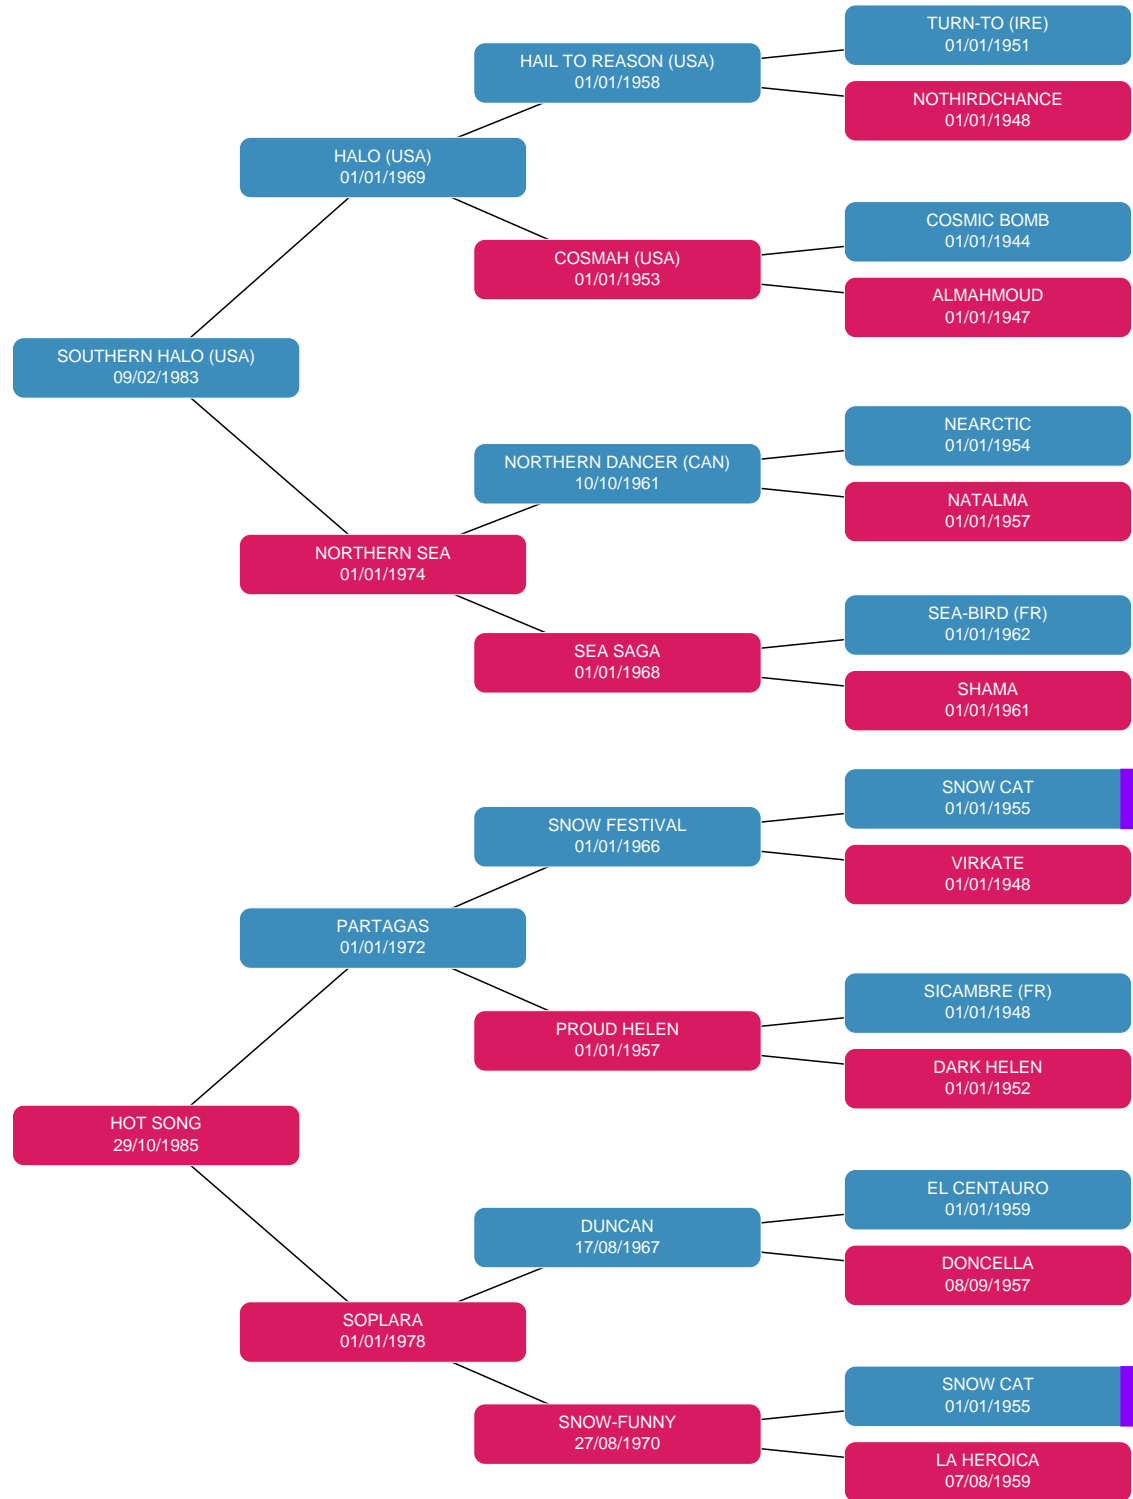 TURN-TO (IRE)
01/01/1951
HAIL TO REASON (USA)
01/01/1958
NOTHIRDCHANCE
01/01/1948
HALO (USA)
01/01/1969
COSMIC BOMB
01/01/1944
COSMAH (USA)
01/01/1953
ALMAHMOUD
01/01/1947
SOUTHERN HALO (USA)
09/02/1983
NEARCTIC
01/01/1954
NORTHERN DANCER (CAN)
10/10/1961
NATALMA
01/01/1957
NORTHERN SEA
01/01/1974
SEA-BIRD (FR)
01/01/1962
SEA SAGA
01/01/1968
SHAMA
01/01/1961
SNOW CAT
01/01/1955
SNOW FESTIVAL
01/01/1966
VIRKATE
01/01/1948
PARTAGAS
01/01/1972
SICAMBRE (FR)
01/01/1948
PROUD HELEN
01/01/1957
DARK HELEN
01/01/1952
HOT SONG
29/10/1985
EL CENTAURO
01/01/1959
DUNCAN
17/08/1967
DONCELLA
08/09/1957
SOPLARA
01/01/1978
SNOW CAT
01/01/1955
SNOW-FUNNY
27/08/1970
LA HEROICA
07/08/1959